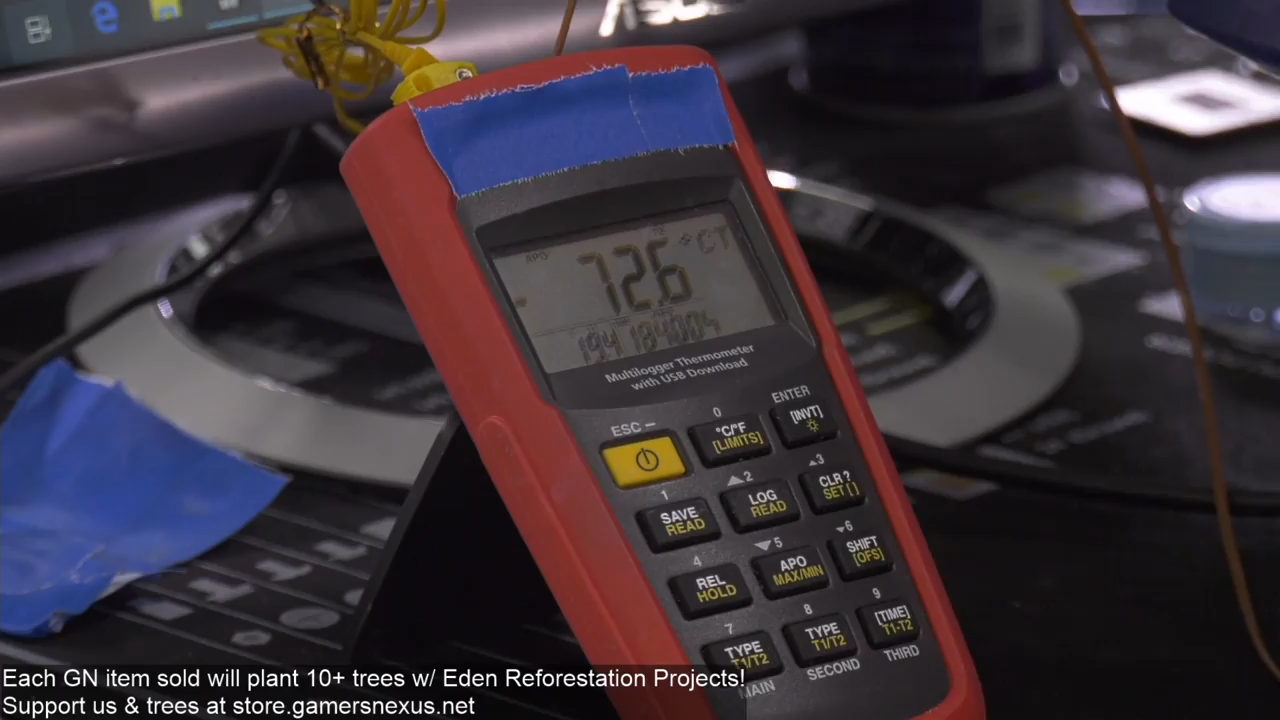 APO
72.6 °C T
19.4 18:40:04
Multilogger Thermometer
with USB Download
ESC –
0
ENTER
°C/°F
[LIMITS]
[INVT]
1
2
3
SAVE
READ
LOG
READ
CLR ?
SET [ ]
4
5
6
REL
HOLD
APO
MAX/MIN
SHIFT
[OFS]
7
8
9
TYPE
T1/T2
TYPE
T1/T2
[TIME]
T1-T2
MAIN
SECOND
THIRD
Each GN item sold will plant 10+ trees w/ Eden Reforestation Projects!
Support us & trees at store.gamersnexus.net